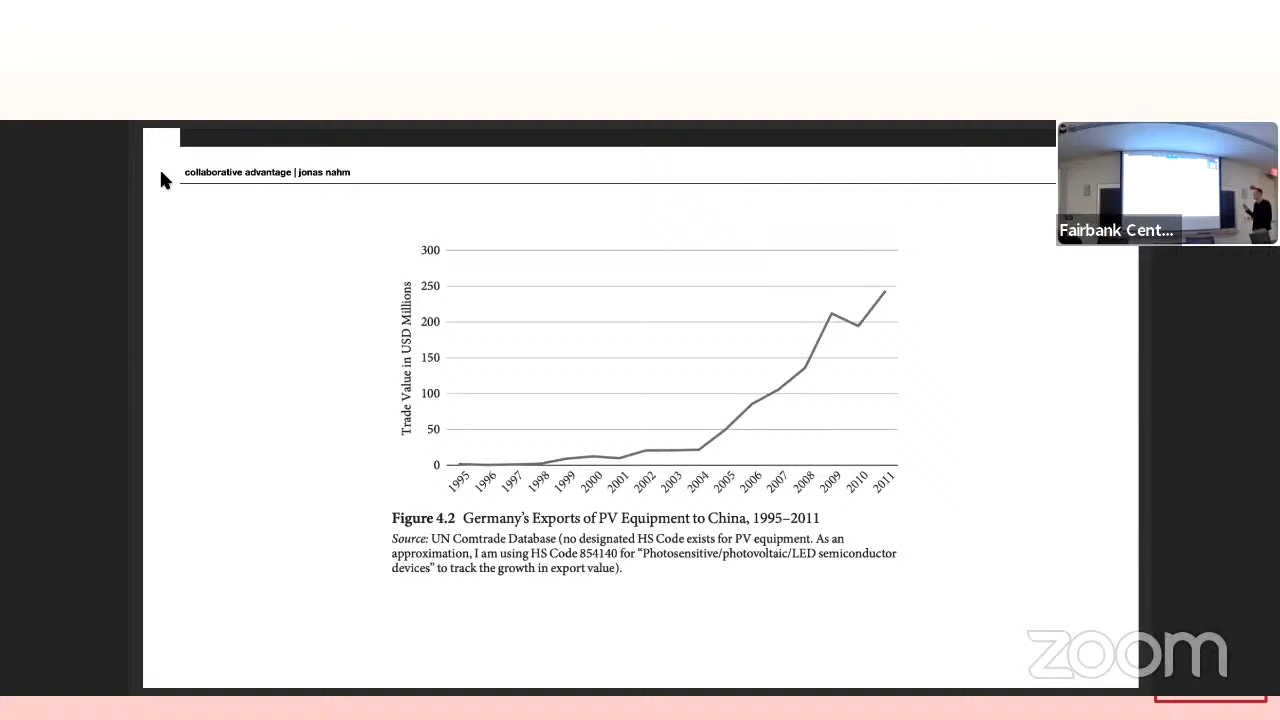 collaborative advantage | jonas nahm
Fairbank Cent...
Trade Value in USD Millions
300
250
200
150
100
50
0
1995 1996 1997 1998 1999 2000 2001 2002 2003 2004 2005 2006 2007 2008 2009 2010 2011
Figure 4.2 Germany's Exports of PV Equipment to China, 1995–2011
Source: UN Comtrade Database (no designated HS Code exists for PV equipment. As an
approximation, I am using HS Code 854140 for “Photosensitive/photovoltaic/LED semiconductor
devices” to track the growth in export value).
zoom